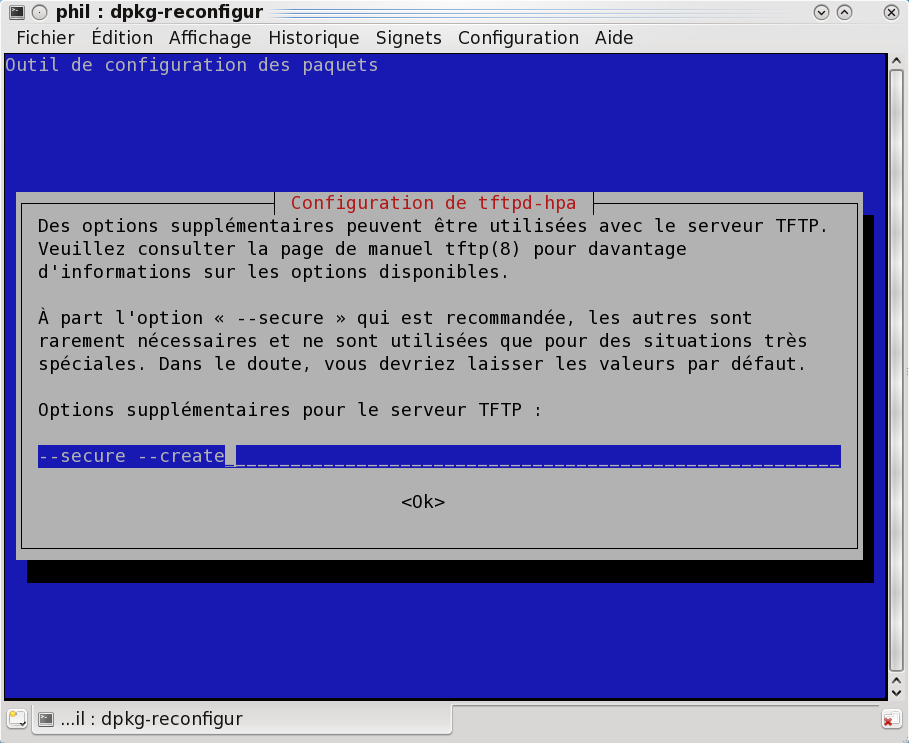 phil : dpkg-reconfigur
Fichier Édition Affichage Historique Signets Configuration Aide
Outil de configuration des paquets
Configuration de tftpd-hpa
Des options supplémentaires peuvent être utilisées avec le serveur TFTP.
Veuillez consulter la page de manuel tftp(8) pour davantage
d'informations sur les options disponibles.
À part l'option « --secure » qui est recommandée, les autres sont
rarement nécessaires et ne sont utilisées que pour des situations très
spéciales. Dans le doute, vous devriez laisser les valeurs par défaut.
Options supplémentaires pour le serveur TFTP :
--secure --create
<Ok>
...il : dpkg-reconfigur